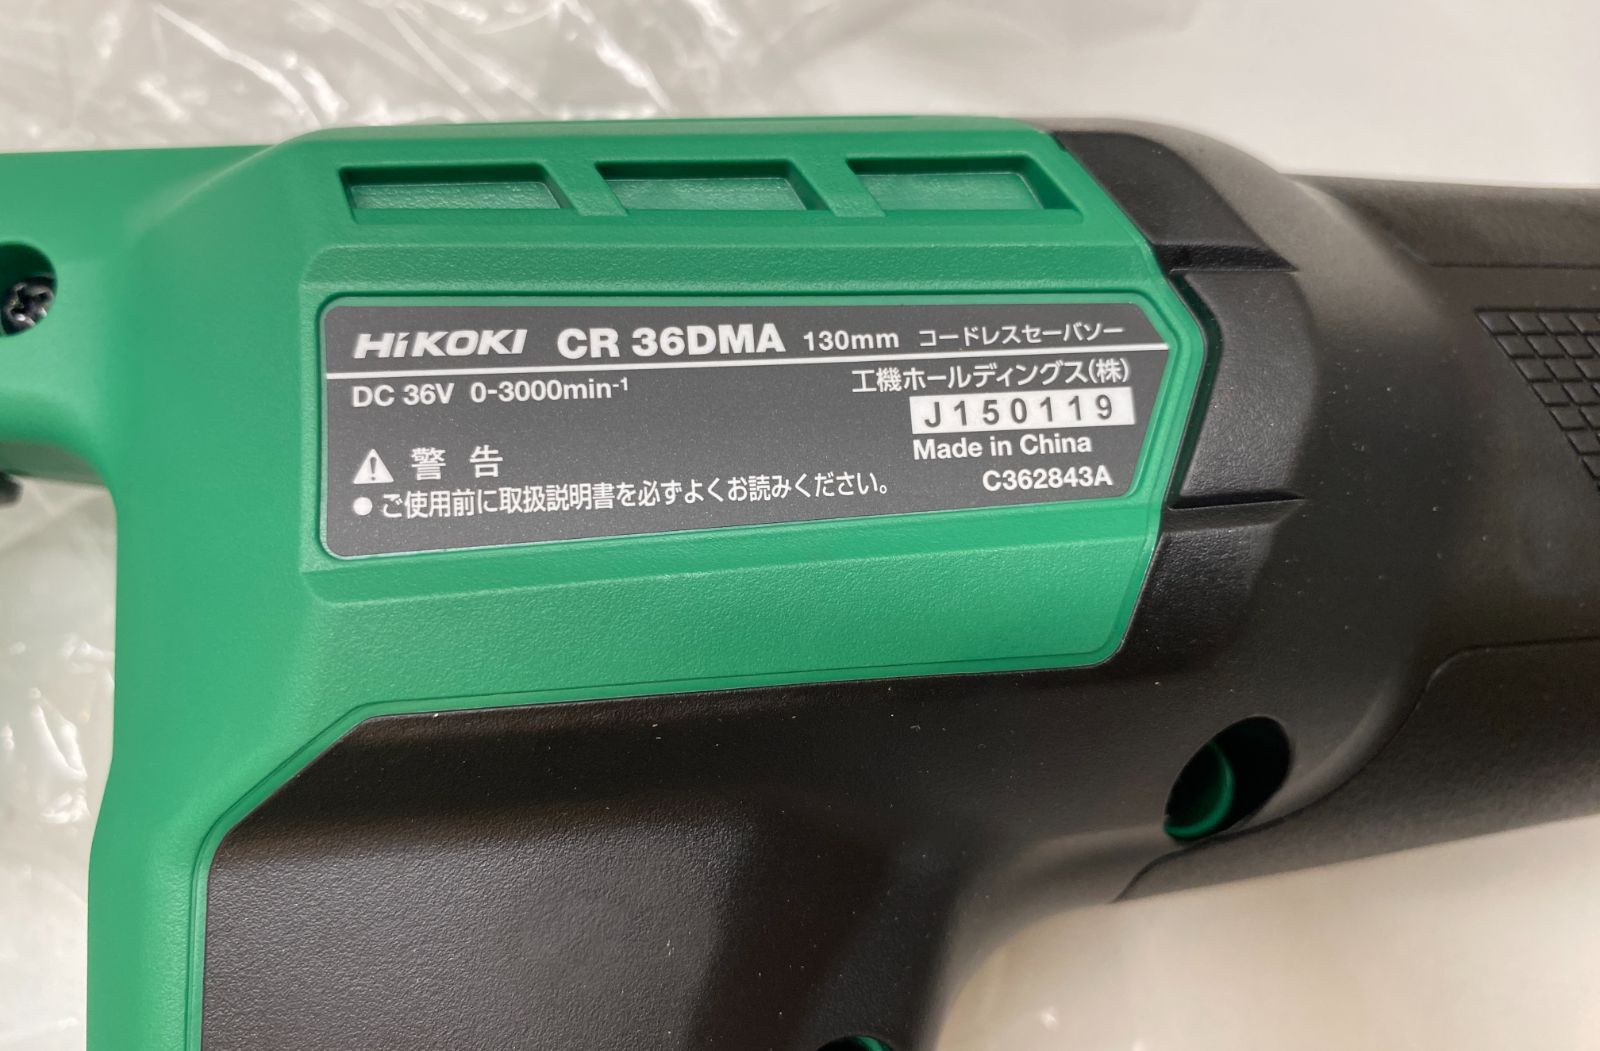 HiKOKI CR 36DMA 130mm コードレスセーバソー
DC 36V 0-3000min⁻¹
工機ホールディングス(株)
J150119
Made in China
C362843A
⚠ 警告
● ご使用前に取扱説明書を必ずよくお読みください。